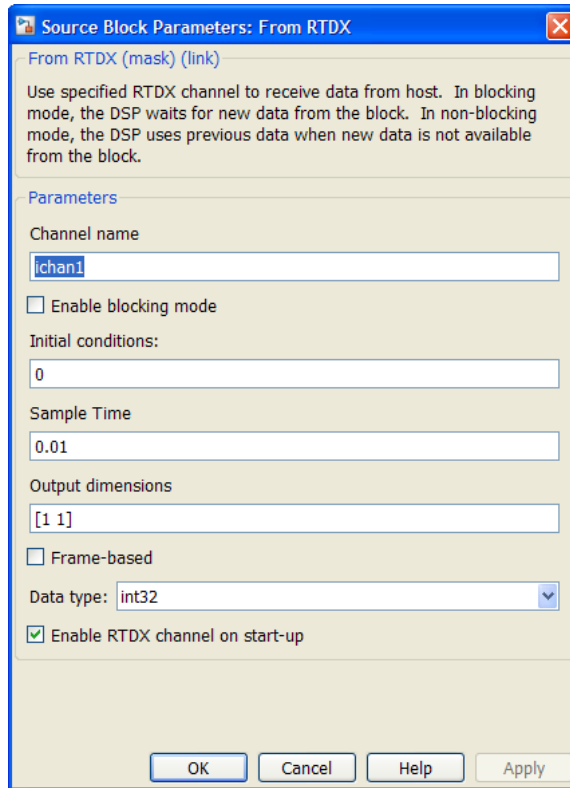 Source Block Parameters: From RTDX
From RTDX (mask) (link)
Use specified RTDX channel to receive data from host. In blocking
mode, the DSP waits for new data from the block. In non-blocking
mode, the DSP uses previous data when new data is not available
from the block.
Parameters
Channel name
ichan1
Enable blocking mode
Initial conditions:
0
Sample Time
0.01
Output dimensions
[1 1]
Frame-based
Data type: int32
Enable RTDX channel on start-up
OK Cancel Help Apply